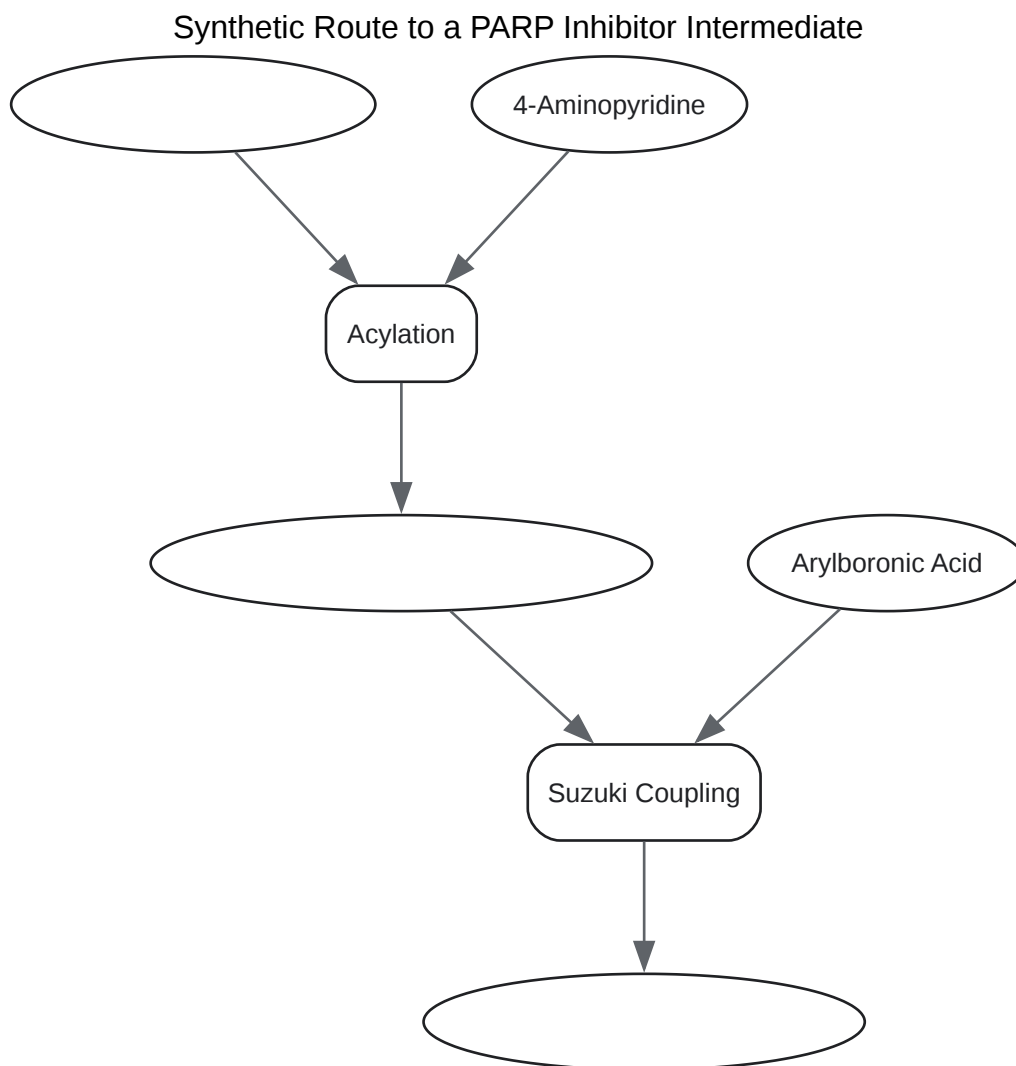 Synthetic Route to a PARP Inhibitor Intermediate
4-Aminopyridine
Acylation
Arylboronic Acid
Suzuki Coupling